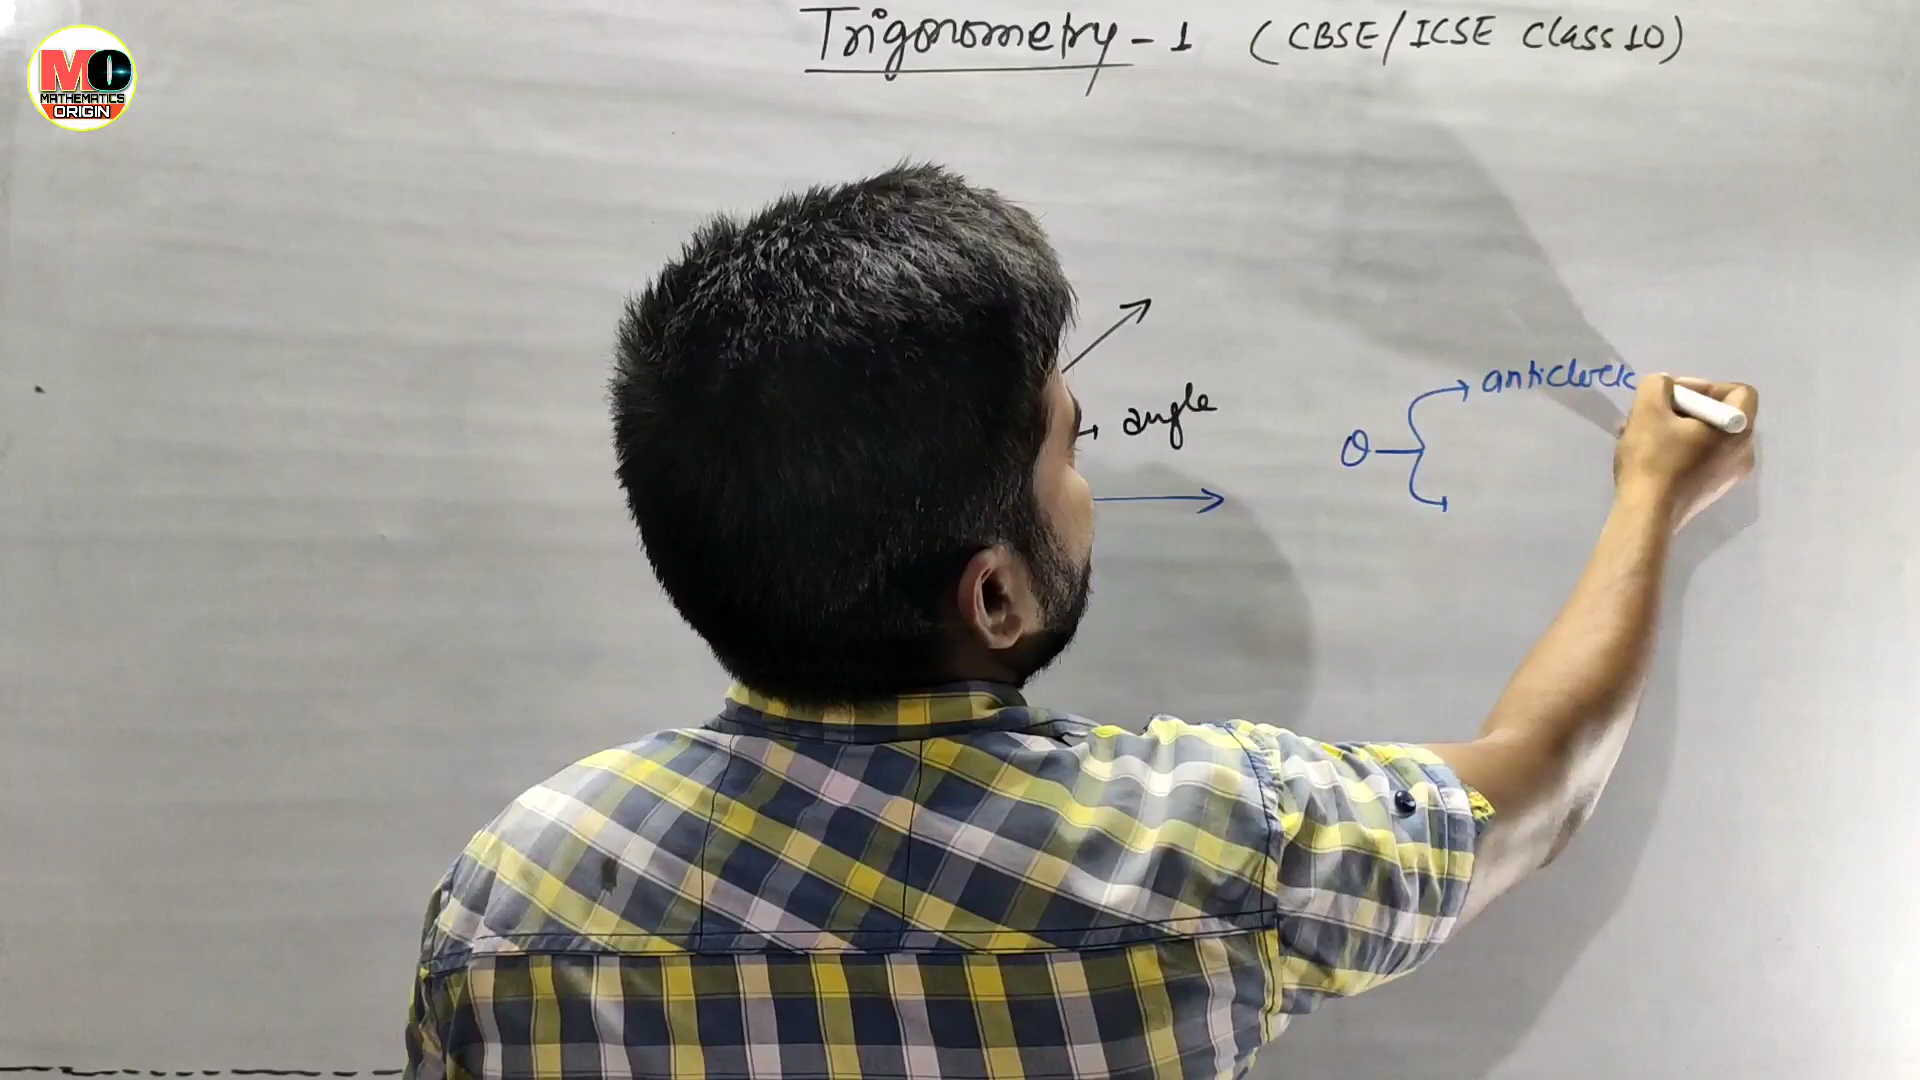 Trigonometry - 1 (CBSE/ICSE Class 10)
MO
MATHEMATICS
ORIGIN
angle
θ
anticlock